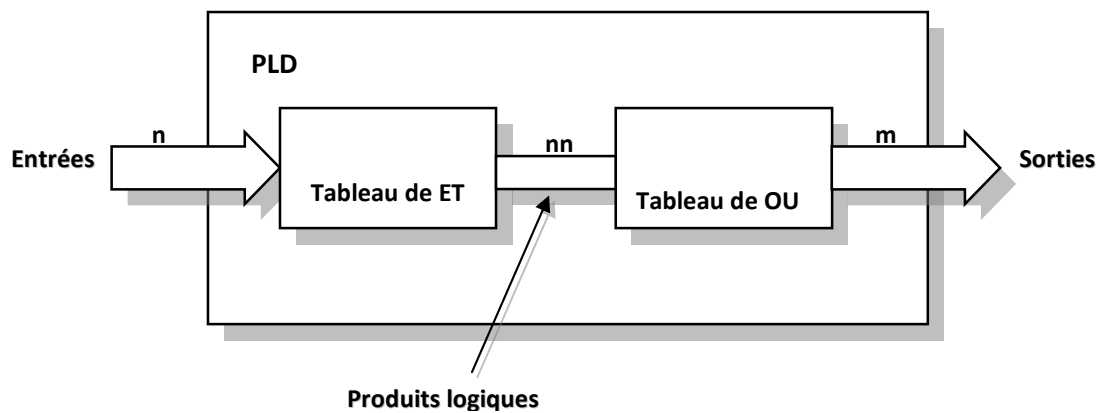 PLD
n
nn
m
Entrées
Sorties
Tableau de ET
Tableau de OU
Produits logiques